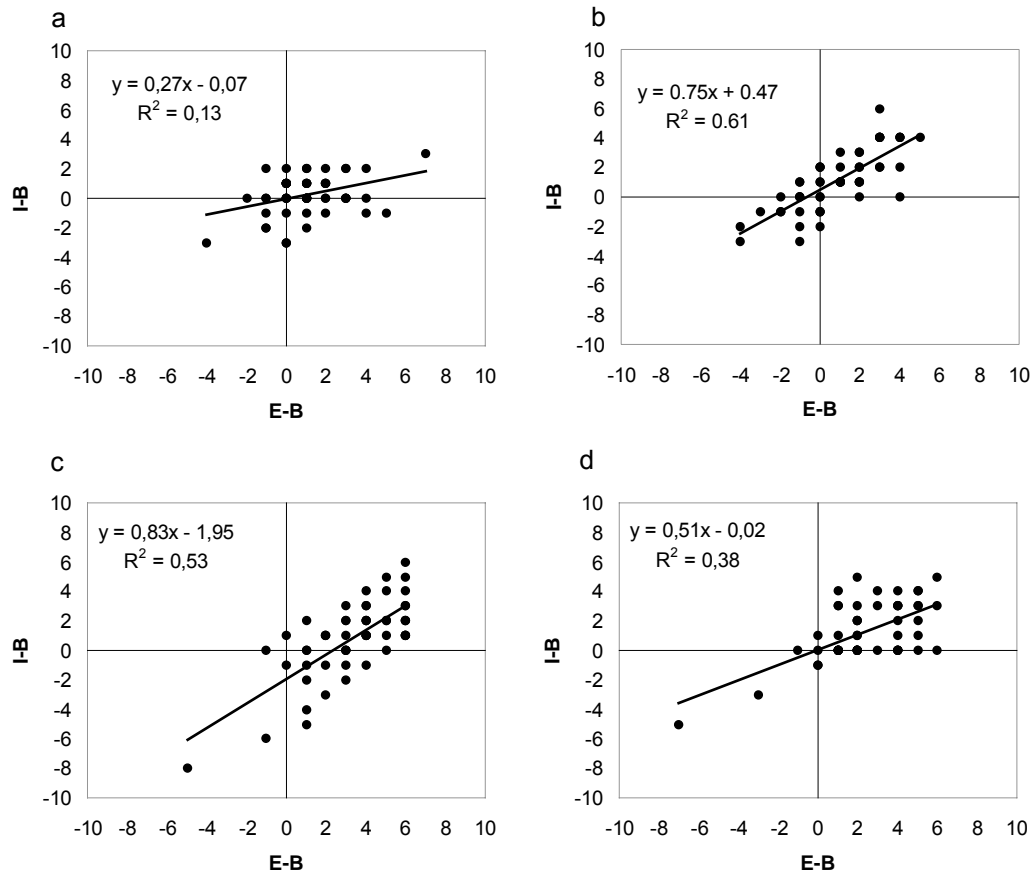 a
y = 0,27x - 0,07
R² = 0,13
10
8
6
4
2
0
-2
-4
-6
-8
-10
I-B
-10 -8 -6 -4 -2 0 2 4 6 8 10
E-B
b
y = 0.75x + 0.47
R² = 0.61
10
8
6
4
2
0
-2
-4
-6
-8
-10
I-B
-10 -8 -6 -4 -2 0 2 4 6 8 10
E-B
c
y = 0,83x - 1,95
R² = 0,53
10
8
6
4
2
0
-2
-4
-6
-8
-10
I-B
-10 -8 -6 -4 -2 0 2 4 6 8 10
E-B
d
y = 0,51x - 0,02
R² = 0,38
10
8
6
4
2
0
-2
-4
-6
-8
-10
I-B
-10 -8 -6 -4 -2 0 2 4 6 8 10
E-B